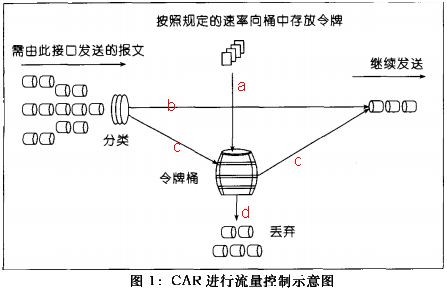 按照规定的速率向桶中存放令牌
需由此接口发送的报文
继续发送
a
b
分类
c
c
令牌桶
d
丢弃
图 1: CAR 进行流量控制示意图